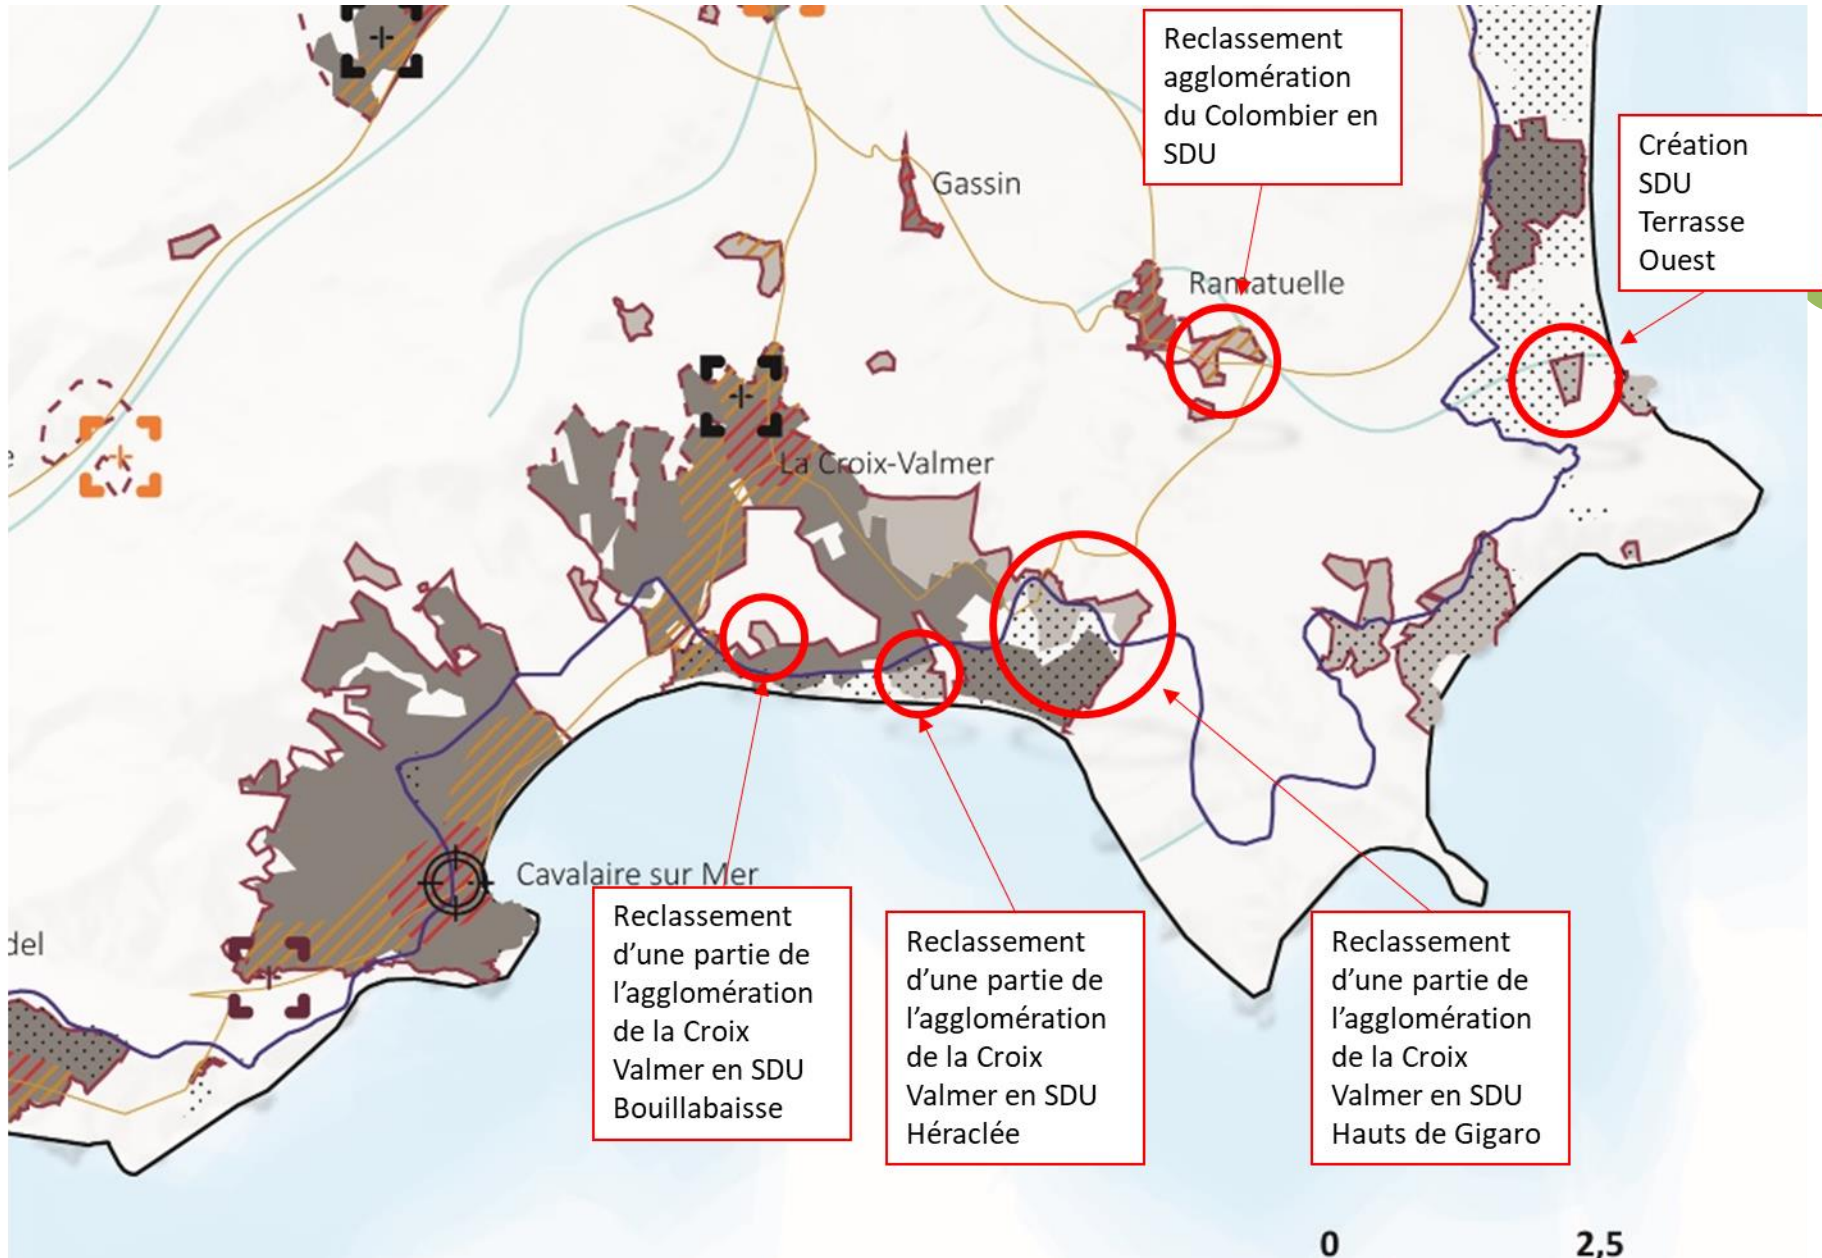 Reclassement
agglomération
du Colombier en
SDU
Création
SDU
Terrasse
Ouest
Gassin
Ramatuelle
La Croix-Valmer
Cavalaire sur Mer
del
Reclassement
d'une partie de
l'agglomération
de la Croix
Valmer en SDU
Bouillabaisse
Reclassement
d'une partie de
l'agglomération
de la Croix
Valmer en SDU
Héraclée
Reclassement
d'une partie de
l'agglomération
de la Croix
Valmer en SDU
Hauts de Gigaro
0 2,5